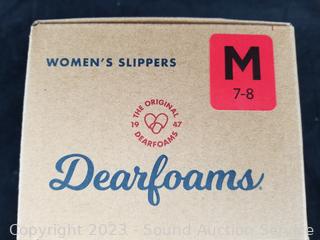 WOMEN'S SLIPPERS
M
7-8
THE ORIGINAL
19 47
DEARFOAMS
Dearfoams®
Copyright 2023 - Sound Auction Service